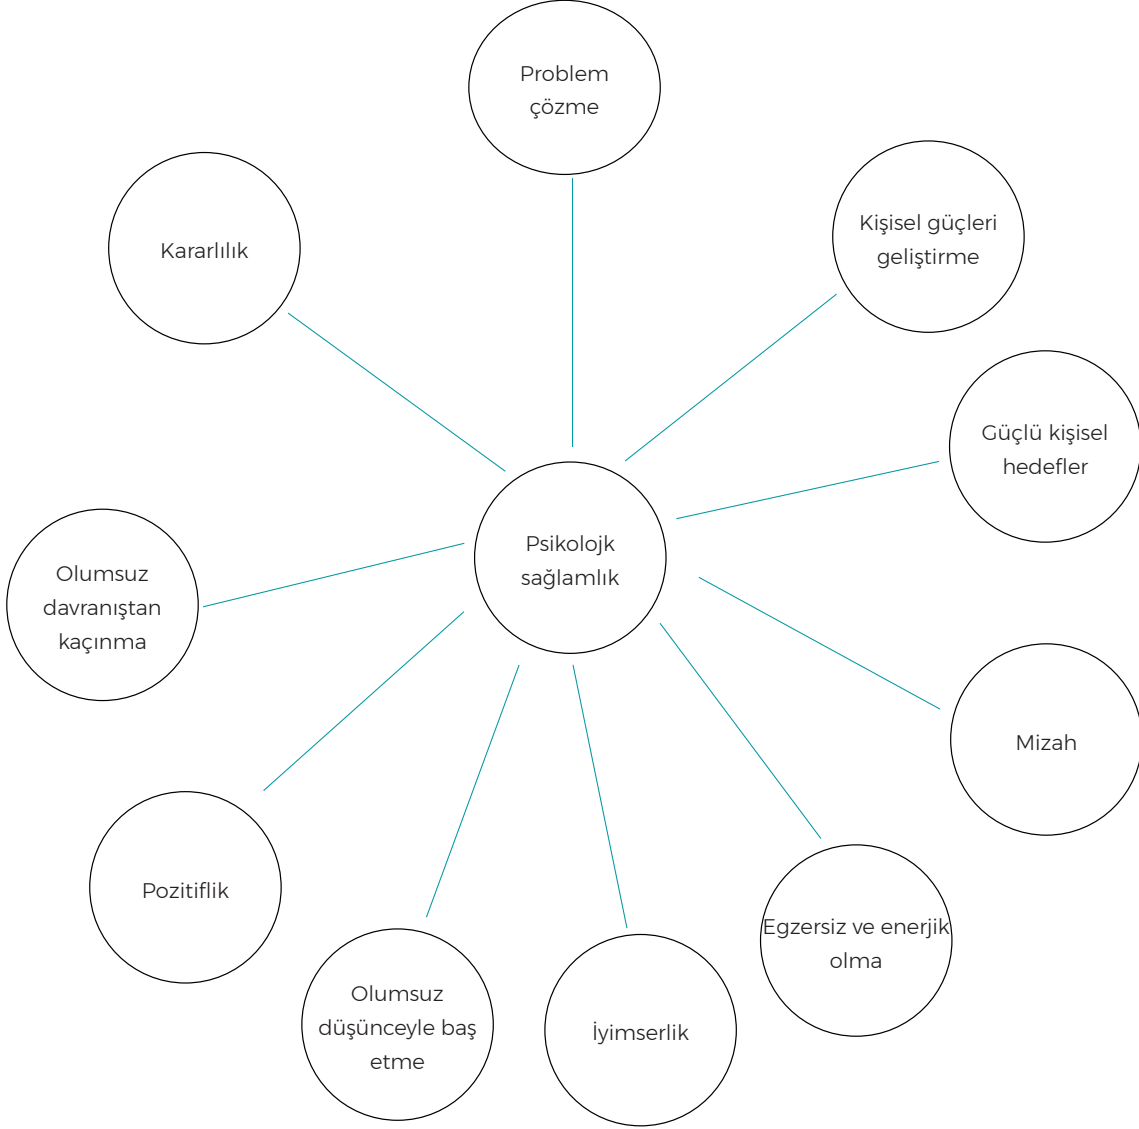 Problem
çözme
Kişisel güçleri
geliştirme
Kararlılık
Güçlü kişisel
hedefler
Psikolojk
sağlamlık
Olumsuz
davranıştan
kaçınma
Mizah
Pozitiflik
Egzersiz ve enerjik
olma
Olumsuz
düşünceyle baş
etme
İyimserlik